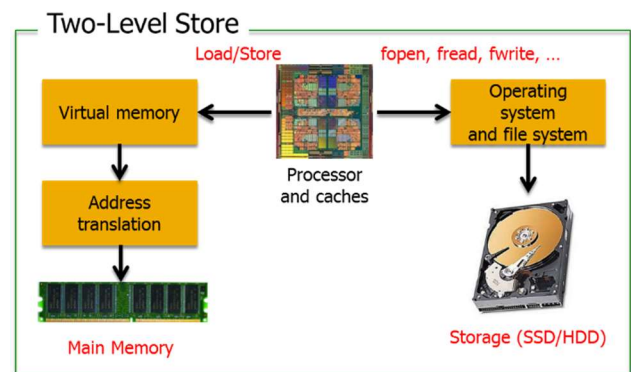 Two-Level Store
Load/Store
fopen, fread, fwrite, ...
Virtual memory
Operating
system
and file system
Processor
and caches
Address
translation
Main Memory
Storage (SSD/HDD)